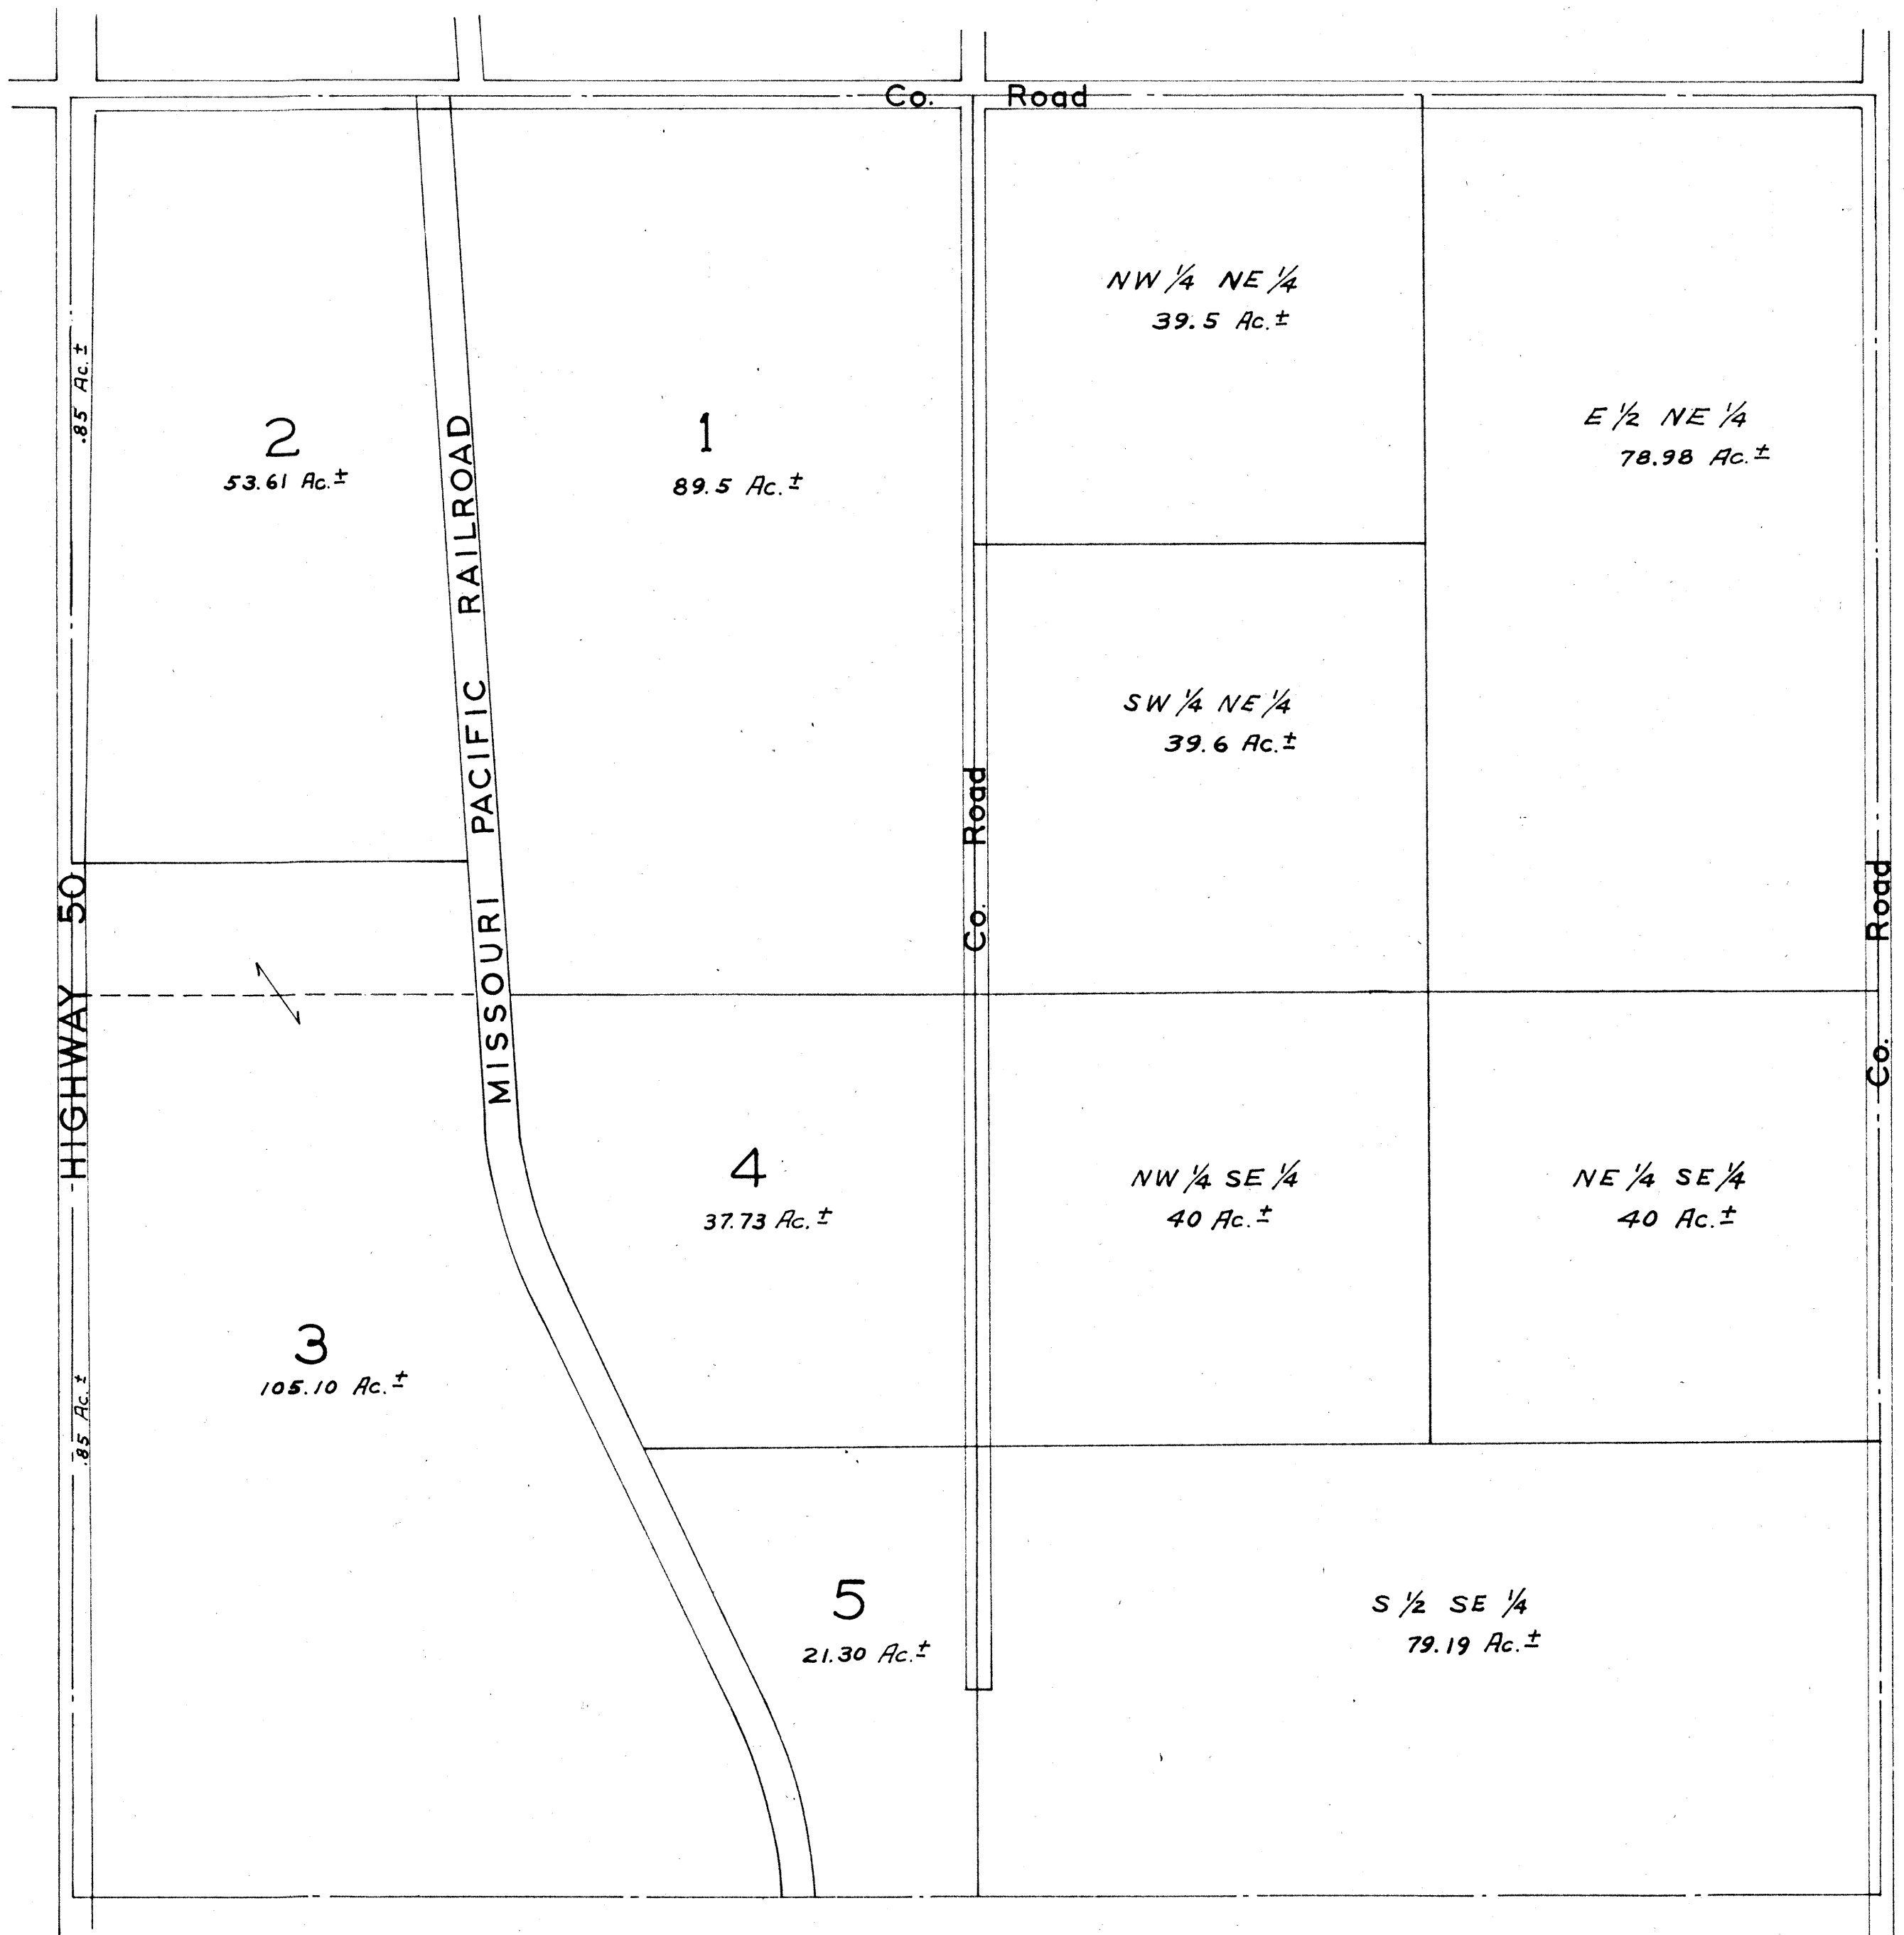 Co. Road
NW 1/4 NE 1/4
39.5 Ac.±
.85 Ac.±
2
53.61 Ac.±
MISSOURI PACIFIC RAILROAD
1
89.5 Ac.±
E 1/2 NE 1/4
78.98 Ac.±
SW 1/4 NE 1/4
39.6 Ac.±
Co. Road
Co. Road
HIGHWAY 50
4
37.73 Ac.±
NW 1/4 SE 1/4
40 Ac.±
NE 1/4 SE 1/4
40 Ac.±
3
105.10 Ac.±
.85 Ac.±
5
21.30 Ac.±
S 1/2 SE 1/4
79.19 Ac.±